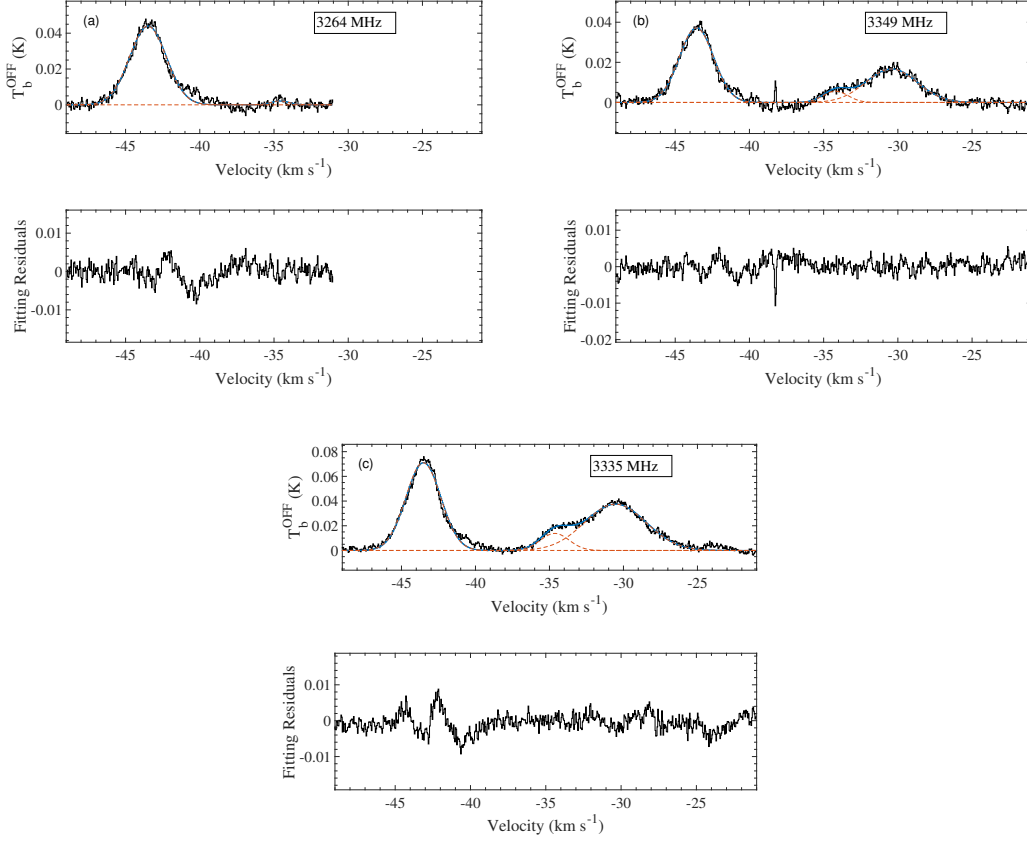 (a)
3264 MHz
T_b^OFF (K)
0.04
0.02
0
-45 -40 -35 -30 -25
Velocity (km s^-1)
Fitting Residuals
0.01
0
-0.01
-45 -40 -35 -30 -25
Velocity (km s^-1)
(b)
3349 MHz
T_b^OFF (K)
0.04
0.02
0
-45 -40 -35 -30 -25
Velocity (km s^-1)
Fitting Residuals
0.01
0
-0.01
-0.02
-45 -40 -35 -30 -25
Velocity (km s^-1)
(c)
3335 MHz
T_b^OFF (K)
0.08
0.06
0.04
0.02
0
-45 -40 -35 -30 -25
Velocity (km s^-1)
Fitting Residuals
0.01
0
-0.01
-45 -40 -35 -30 -25
Velocity (km s^-1)